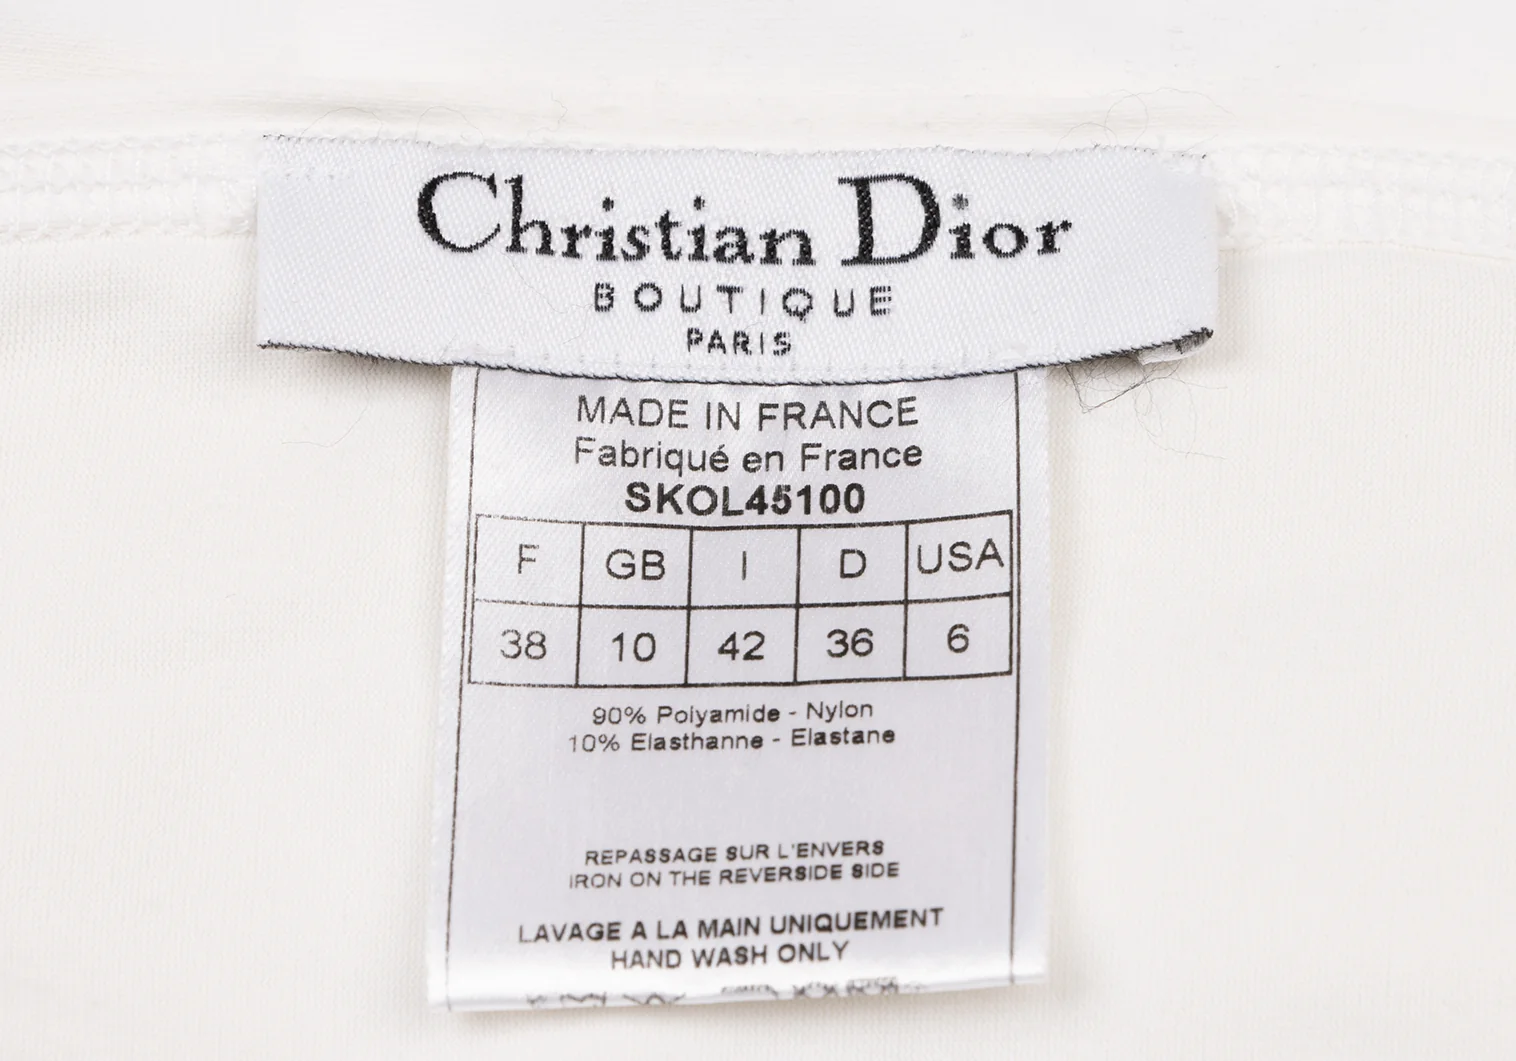 Christian Dior
BOUTIQUE
PARIS
MADE IN FRANCE
Fabriqué en France
SKOL45100
F GB I D USA
38 10 42 36 6
90% Polyamide - Nylon
10% Elasthanne - Elastane
REPASSAGE SUR L'ENVERS
IRON ON THE REVERSIDE SIDE
LAVAGE A LA MAIN UNIQUEMENT
HAND WASH ONLY